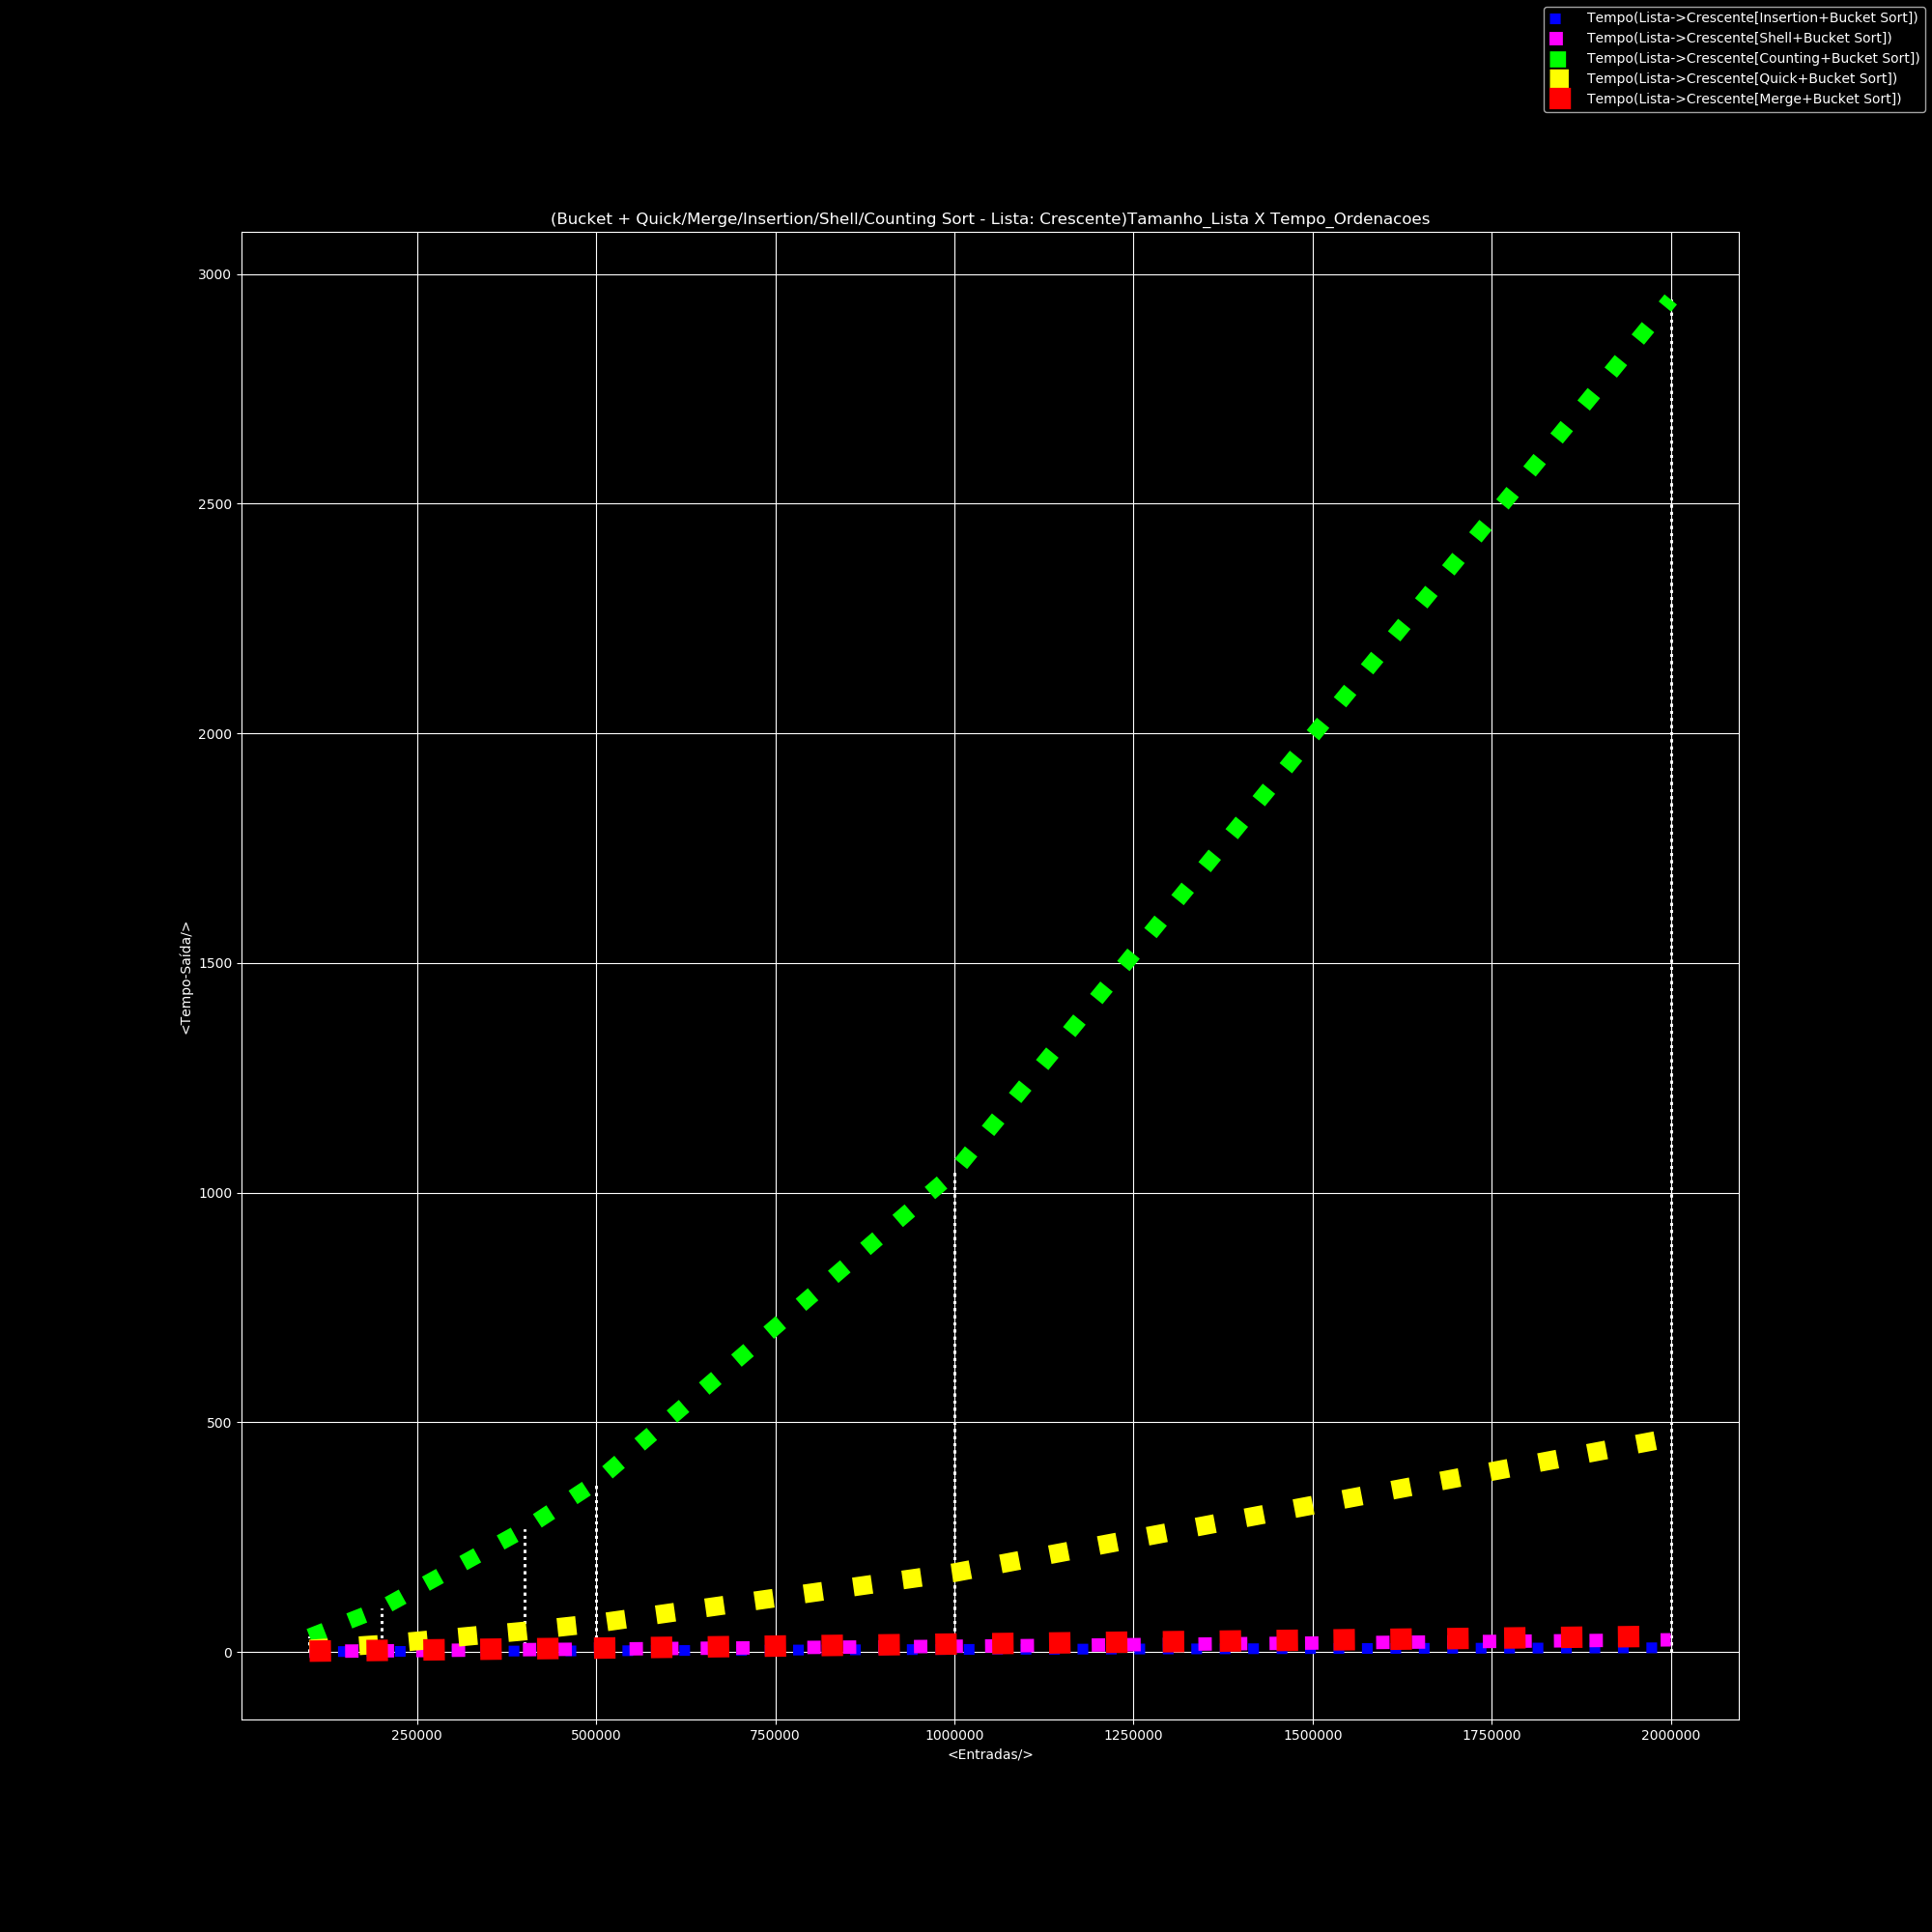 Tempo(Lista->Crescente[Insertion+Bucket Sort])
Tempo(Lista->Crescente[Shell+Bucket Sort])
Tempo(Lista->Crescente[Counting+Bucket Sort])
Tempo(Lista->Crescente[Quick+Bucket Sort])
Tempo(Lista->Crescente[Merge+Bucket Sort])
(Bucket + Quick/Merge/Insertion/Shell/Counting Sort - Lista: Crescente)Tamanho_Lista X Tempo_Ordenacoes
3000
2500
2000
1500
1000
500
0
<Tempo-Saída/>
250000 500000 750000 1000000 1250000 1500000 1750000 2000000
<Entradas/>